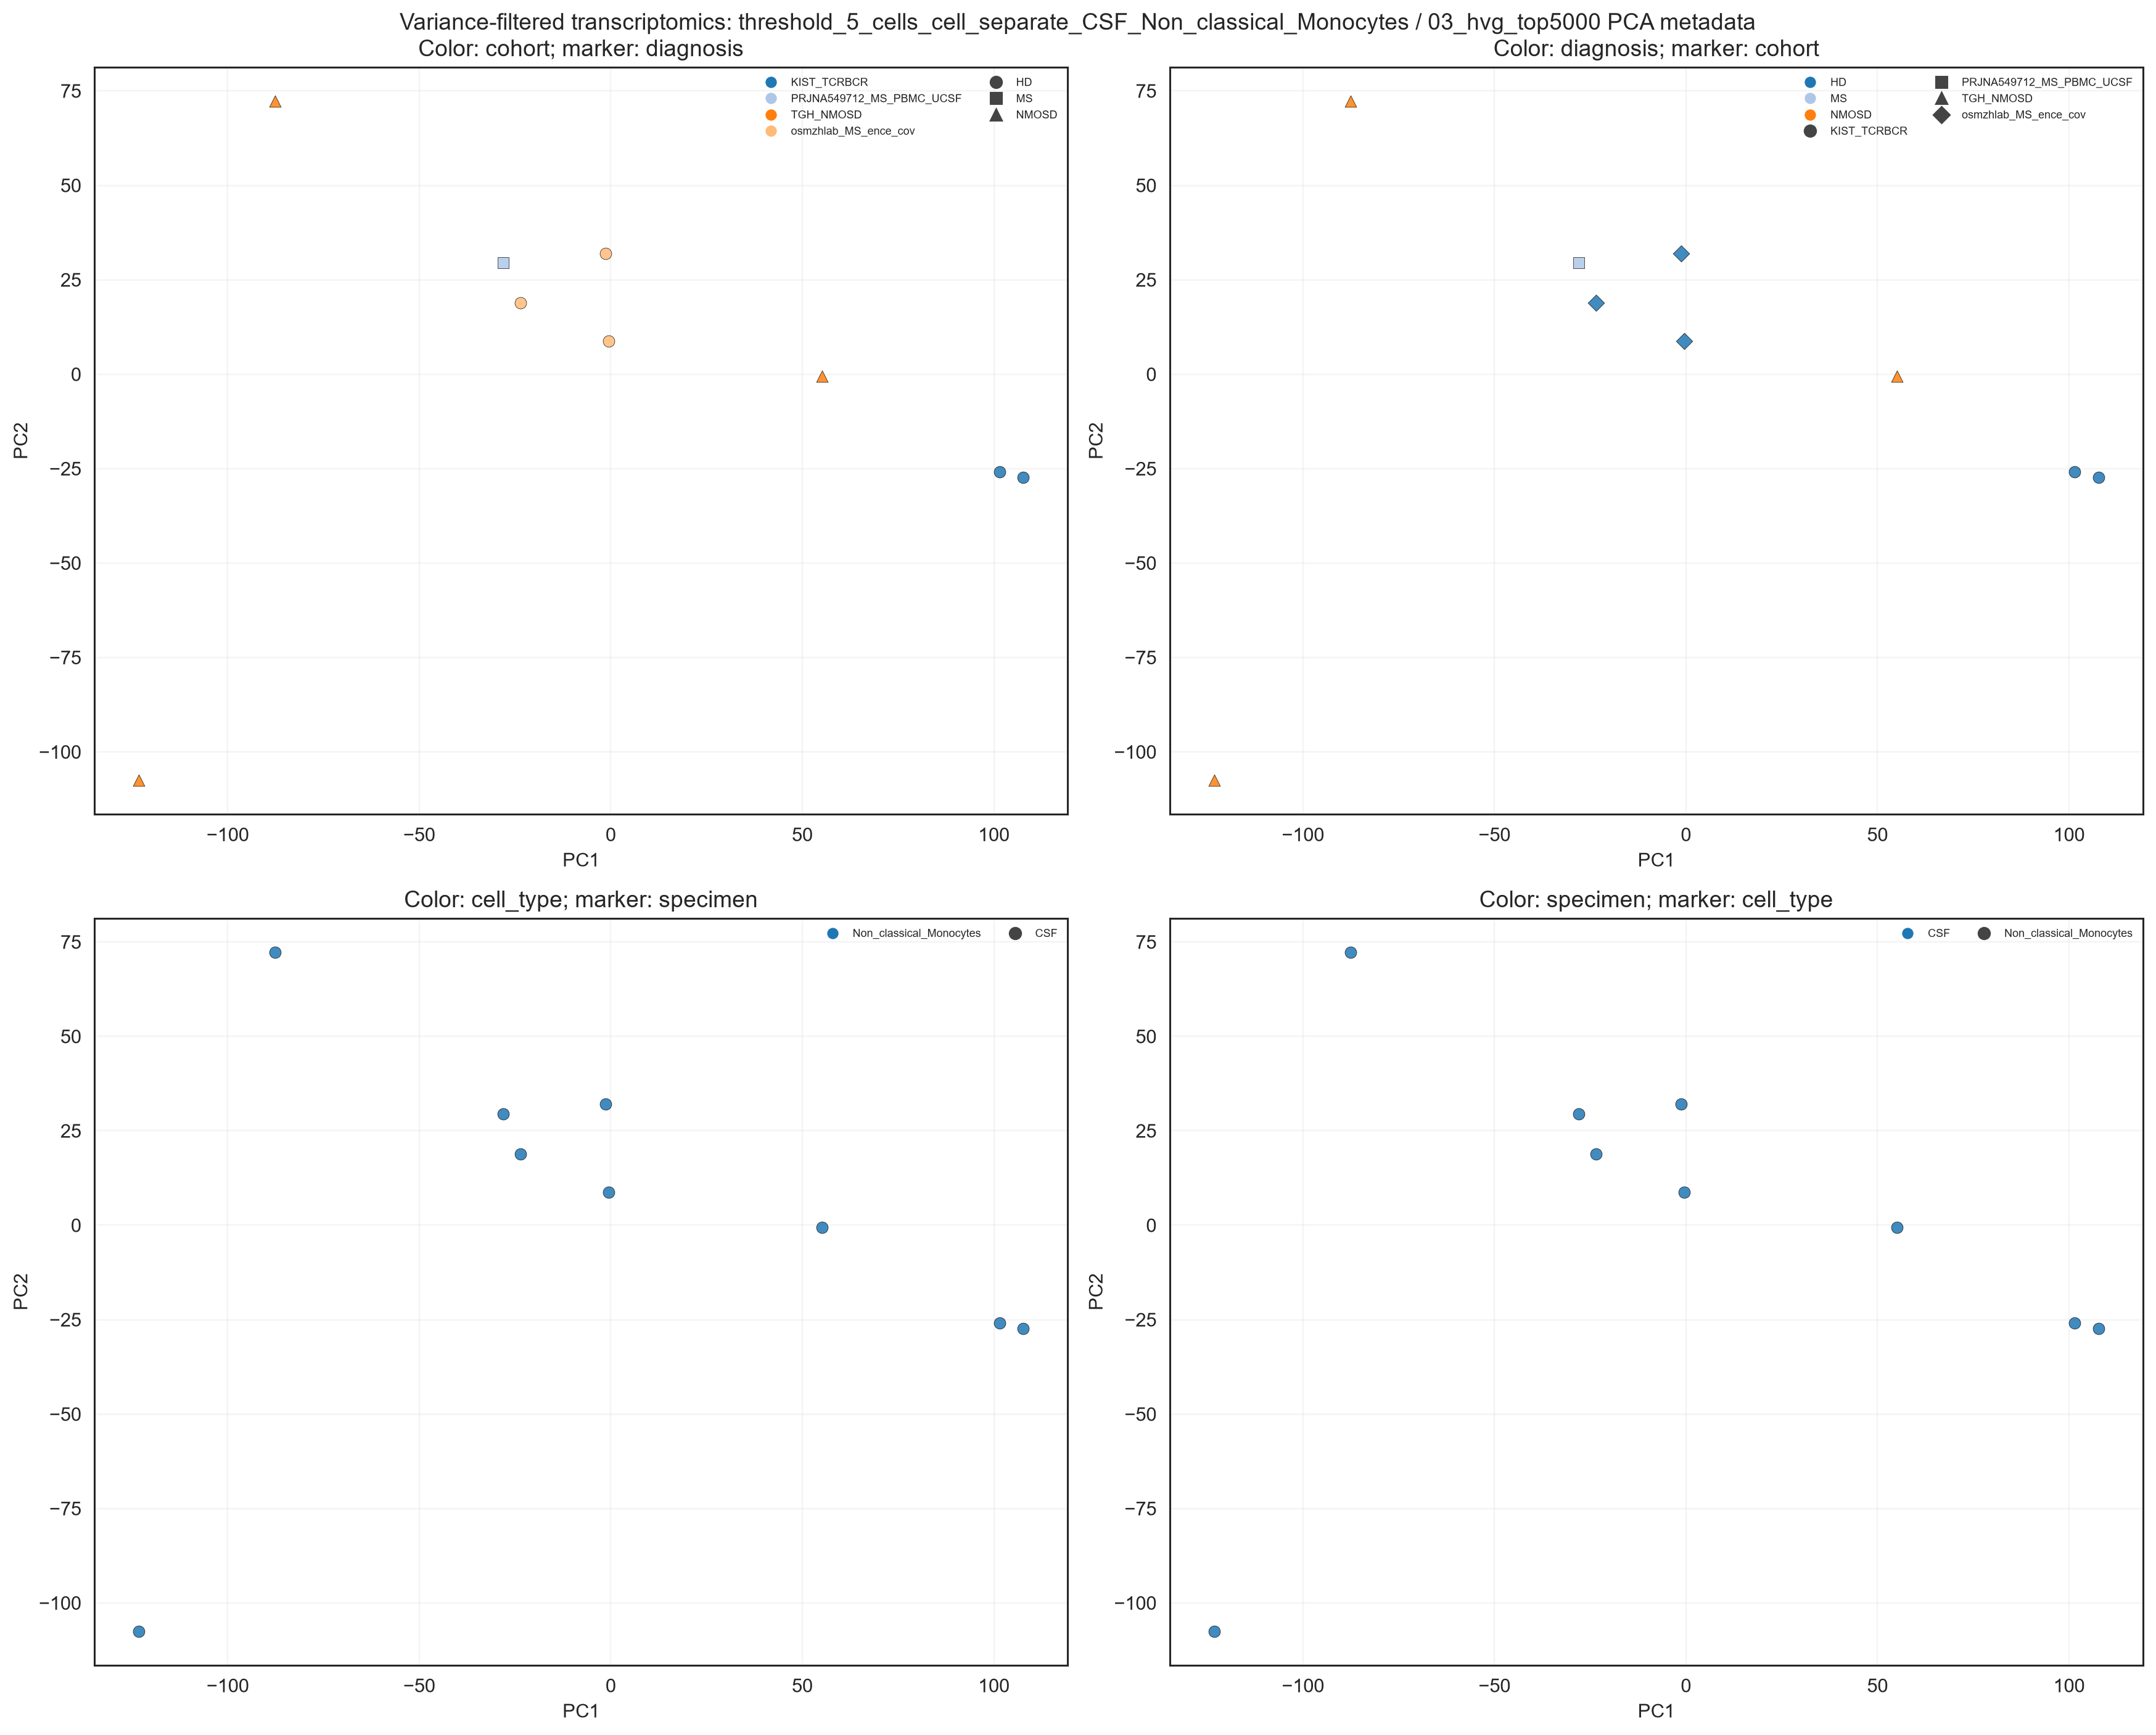 Variance-filtered transcriptomics: threshold_5_cells_cell_separate_CSF_Non_classical_Monocytes / 03_hvg_top5000 PCA metadata
Color: cohort; marker: diagnosis
KIST_TCRBCR
PRJNA549712_MS_PBMC_UCSF
TGH_NMOSD
osmzhlab_MS_ence_cov
HD
MS
NMOSD
75
50
25
0
−25
−50
−75
−100
PC2
−100
−50
0
50
100
PC1
Color: diagnosis; marker: cohort
HD
MS
NMOSD
KIST_TCRBCR
PRJNA549712_MS_PBMC_UCSF
TGH_NMOSD
osmzhlab_MS_ence_cov
75
50
25
0
−25
−50
−75
−100
PC2
−100
−50
0
50
100
PC1
Color: cell_type; marker: specimen
Non_classical_Monocytes
CSF
75
50
25
0
−25
−50
−75
−100
PC2
−100
−50
0
50
100
PC1
Color: specimen; marker: cell_type
CSF
Non_classical_Monocytes
75
50
25
0
−25
−50
−75
−100
PC2
−100
−50
0
50
100
PC1